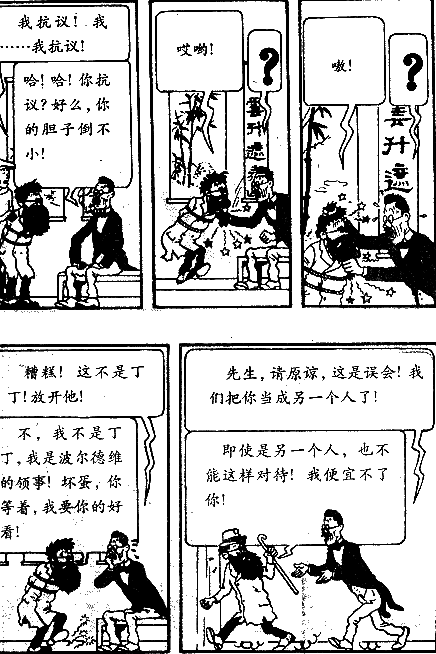 我抗议！我
……我抗议！
哈！哈！你抗
议？好么，你
的胆子倒不
小！
哎哟！
？
嗷！
？
糟糕！这不是丁
丁！放开他！
不，我不是丁
丁，我是波尔德维
的领事！坏蛋，你
等着，我要你的好
看！
先生，请原谅，这是误会！我
们把你当成另一个人了！
即使是另一个人，也不
能这样对待！我便宜不了
你！